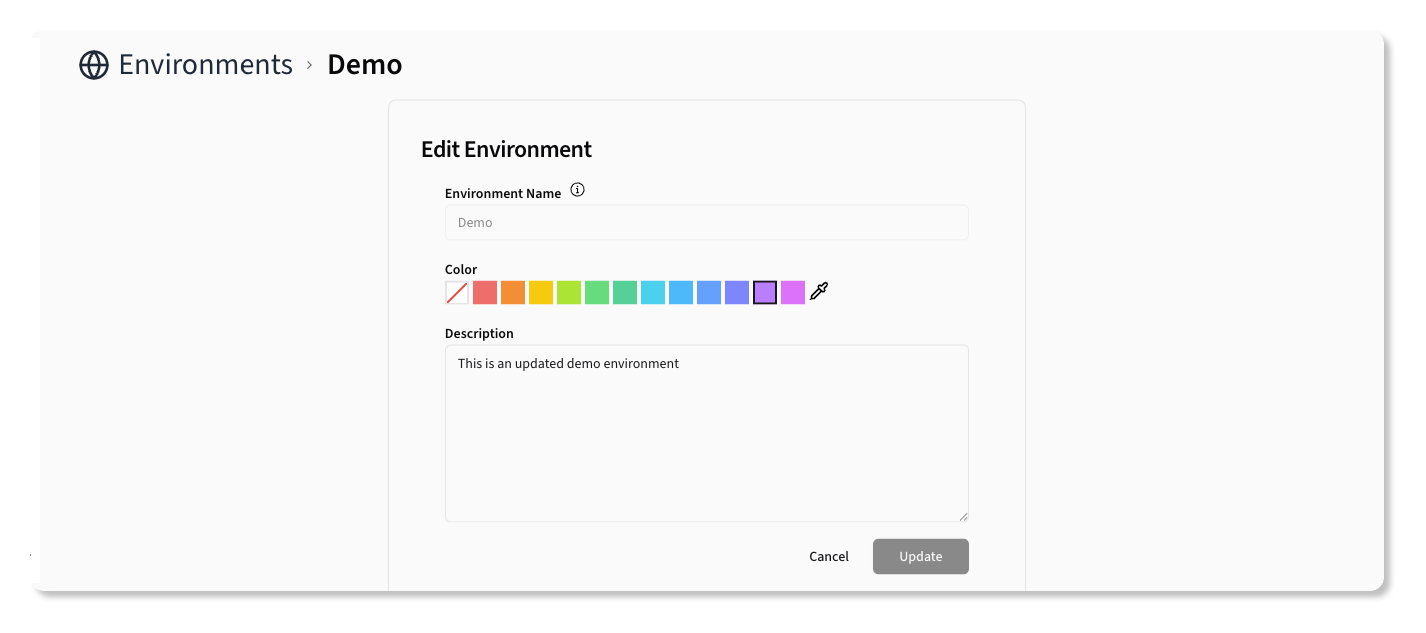 Environments › Demo
Edit Environment
Environment Name
Demo
Color
Description
This is an updated demo environment
Cancel Update